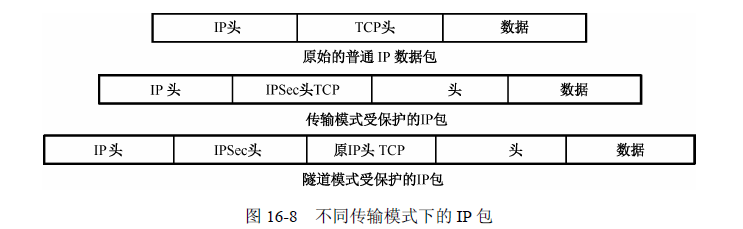 IP头 TCP头 数据
原始的普通 IP 数据包
IP 头 IPSec头TCP 头 数据
传输模式受保护的IP包
IP头 IPSec头 原IP头 TCP 头 数据
隧道模式受保护的IP包
图 16-8 不同传输模式下的 IP 包